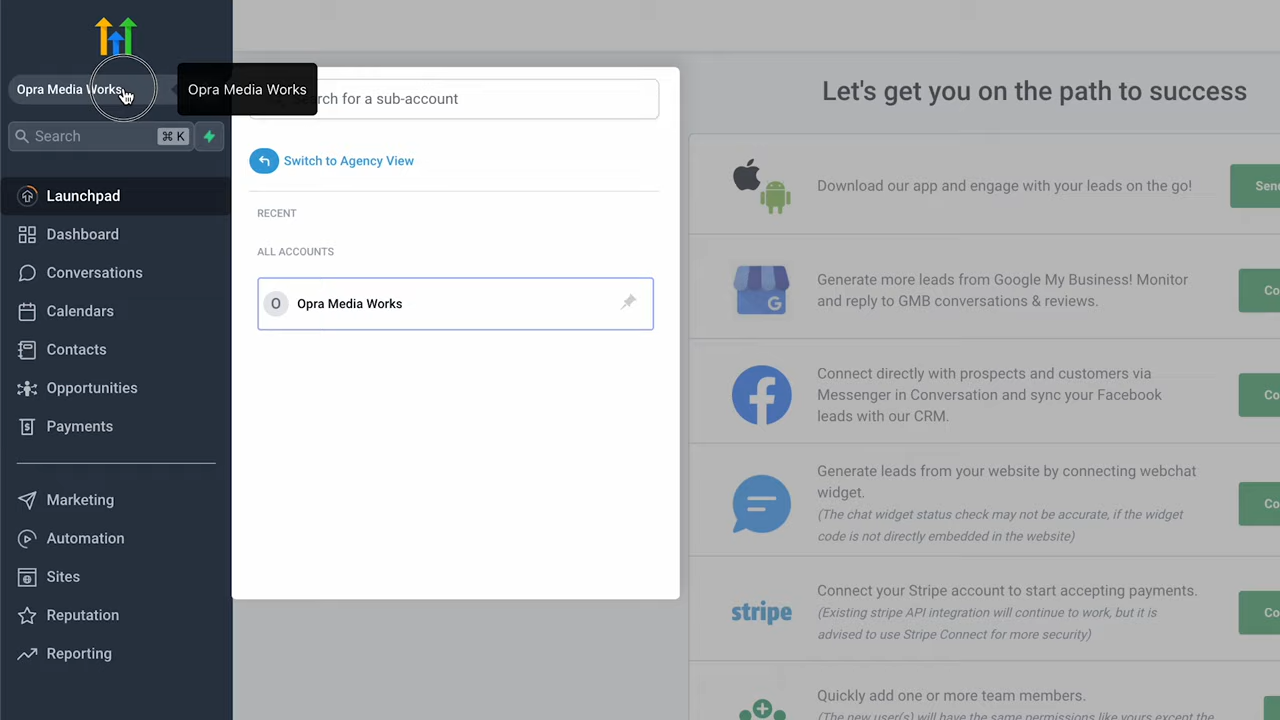 Opra Media Works
Opra Media Works
rch for a sub-account
Search
⌘ K
Switch to Agency View
RECENT
ALL ACCOUNTS
O
Opra Media Works
Launchpad
Dashboard
Conversations
Calendars
Contacts
Opportunities
Payments
Marketing
Automation
Sites
Reputation
Reporting
Let's get you on the path to success
Download our app and engage with your leads on the go!
Send
Generate more leads from Google My Business! Monitor
and reply to GMB conversations & reviews.
G
Co
Connect directly with prospects and customers via
Messenger in Conversation and sync your Facebook
leads with our CRM.
Co
Generate leads from your website by connecting webchat
widget.
(The chat widget status check may not be accurate, if the widget
code is not directly embedded in the website)
Co
stripe
Connect your Stripe account to start accepting payments.
(Existing stripe API integration will continue to work, but it is
advised to use Stripe Connect for more security)
Co
Quickly add one or more team members.
(The new user(s) will have the same permissions like yours except the